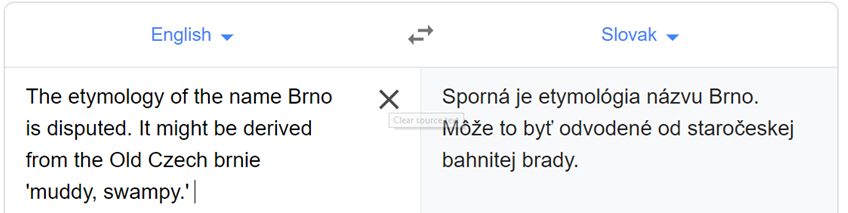 English
Slovak
The etymology of the name Brno
is disputed. It might be derived
from the Old Czech brnie
'muddy, swampy.'
Clear source text
Sporná je etymológia názvu Brno.
Môže to byť odvodené od staročeskej
bahnitej brady.